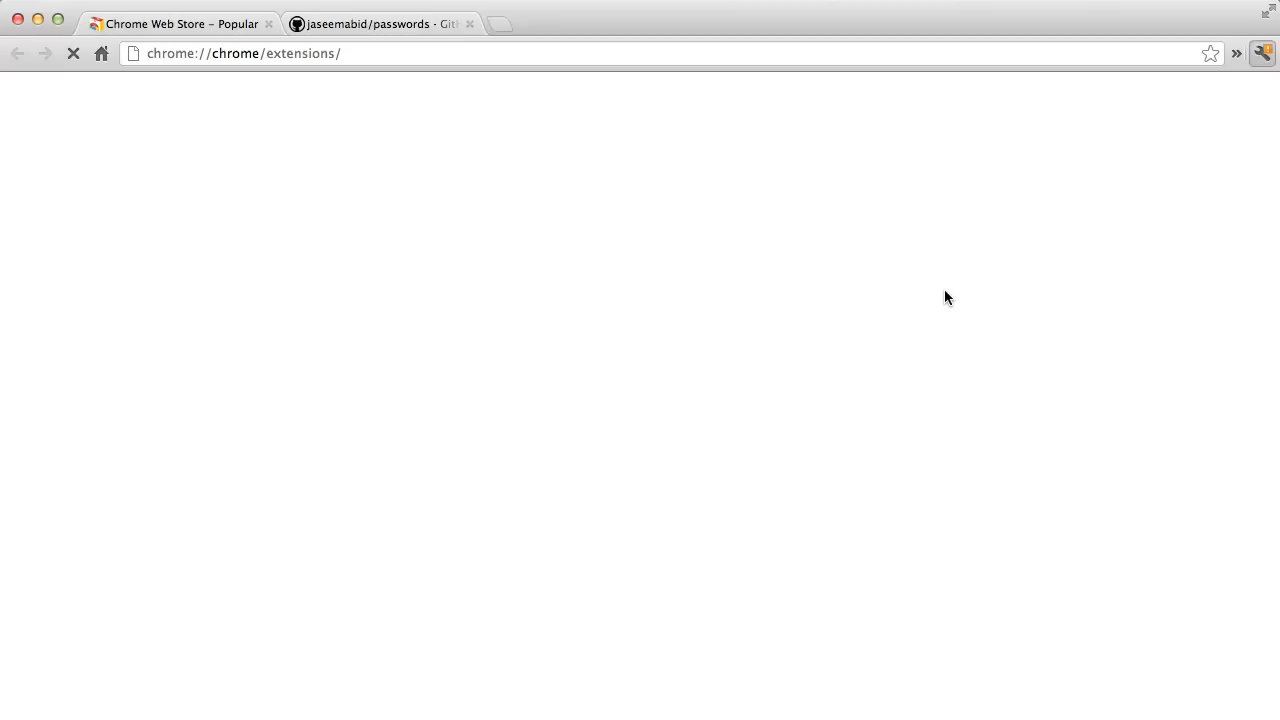 Chrome Web Store – Popular
jaseemabid/passwords · Git
chrome://chrome/extensions/